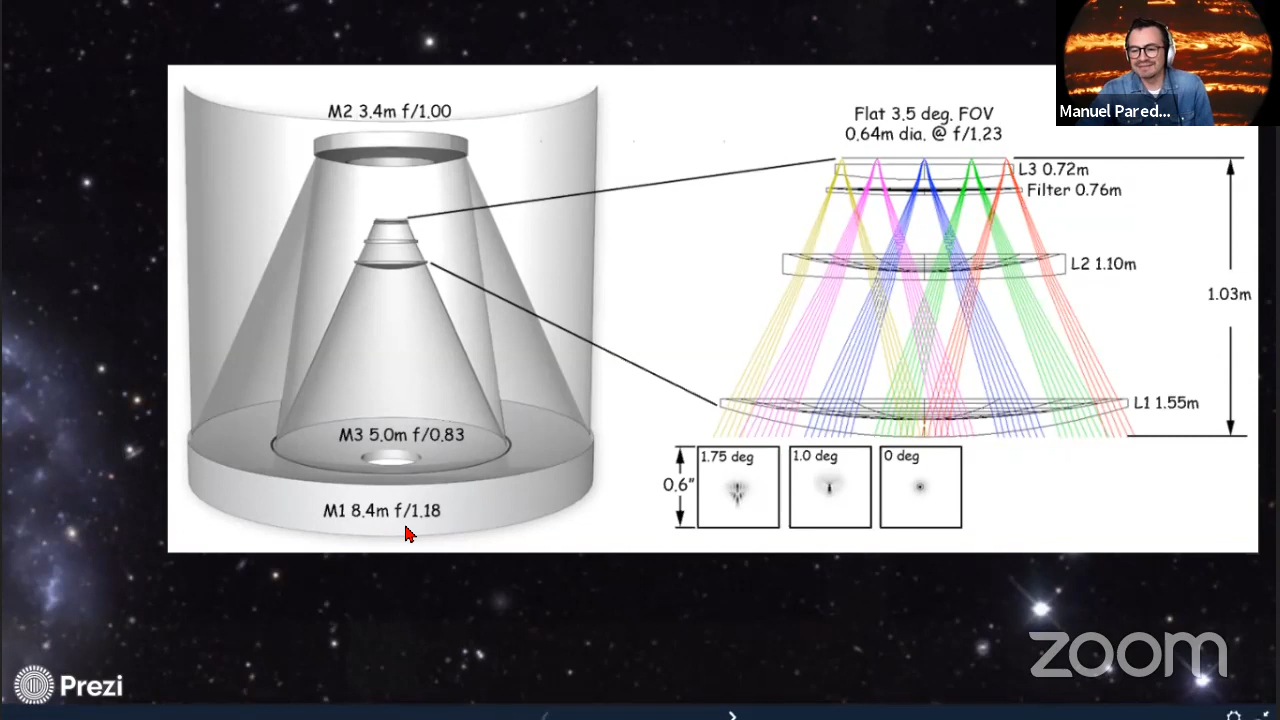 Manuel Pared...
M2 3.4m f/1.00
Flat 3.5 deg. FOV
0.64m dia. @ f/1.23
L3 0.72m
Filter 0.76m
L2 1.10m
1.03m
L1 1.55m
M3 5.0m f/0.83
M1 8.4m f/1.18
0.6”
1.75 deg
1.0 deg
0 deg
zoom
Prezi